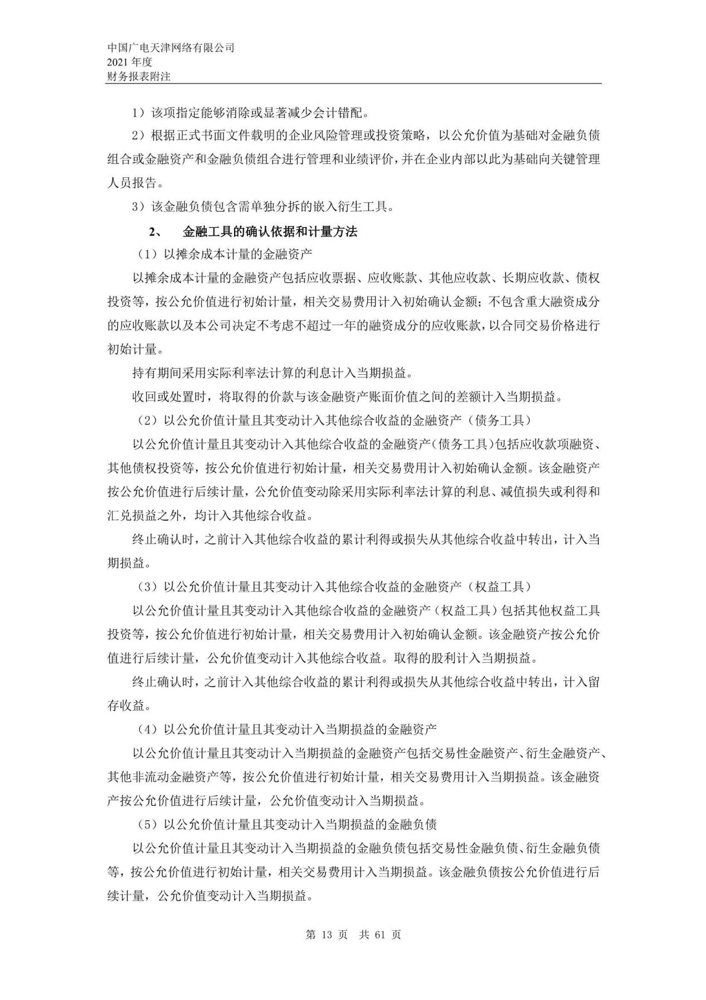 中国广电天津网络有限公司
2021 年度
财务报表附注
1）该项指定能够消除或显著减少会计错配。
2）根据正式书面文件载明的企业风险管理或投资策略，以公允价值为基础对金融负债
组合或金融资产和金融负债组合进行管理和业绩评价，并在企业内部以此为基础向关键管理
人员报告。
3）该金融负债包含需单独分拆的嵌入衍生工具。
2、 金融工具的确认依据和计量方法
（1）以摊余成本计量的金融资产
以摊余成本计量的金融资产包括应收票据、应收账款、其他应收款、长期应收款、债权
投资等，按公允价值进行初始计量，相关交易费用计入初始确认金额；不包含重大融资成分
的应收账款以及本公司决定不考虑不超过一年的融资成分的应收账款，以合同交易价格进行
初始计量。
持有期间采用实际利率法计算的利息计入当期损益。
收回或处置时，将取得的价款与该金融资产账面价值之间的差额计入当期损益。
（2）以公允价值计量且其变动计入其他综合收益的金融资产（债务工具）
以公允价值计量且其变动计入其他综合收益的金融资产（债务工具）包括应收款项融资、
其他债权投资等，按公允价值进行初始计量，相关交易费用计入初始确认金额。该金融资产
按公允价值进行后续计量，公允价值变动除采用实际利率法计算的利息、减值损失或利得和
汇兑损益之外，均计入其他综合收益。
终止确认时，之前计入其他综合收益的累计利得或损失从其他综合收益中转出，计入当
期损益。
（3）以公允价值计量且其变动计入其他综合收益的金融资产（权益工具）
以公允价值计量且其变动计入其他综合收益的金融资产（权益工具）包括其他权益工具
投资等，按公允价值进行初始计量，相关交易费用计入初始确认金额。该金融资产按公允价
值进行后续计量，公允价值变动计入其他综合收益。取得的股利计入当期损益。
终止确认时，之前计入其他综合收益的累计利得或损失从其他综合收益中转出，计入留
存收益。
（4）以公允价值计量且其变动计入当期损益的金融资产
以公允价值计量且其变动计入当期损益的金融资产包括交易性金融资产、衍生金融资产、
其他非流动金融资产等，按公允价值进行初始计量，相关交易费用计入当期损益。该金融资
产按公允价值进行后续计量，公允价值变动计入当期损益。
（5）以公允价值计量且其变动计入当期损益的金融负债
以公允价值计量且其变动计入当期损益的金融负债包括交易性金融负债、衍生金融负债
等，按公允价值进行初始计量，相关交易费用计入当期损益。该金融负债按公允价值进行后
续计量，公允价值变动计入当期损益。
第 13 页 共 61 页